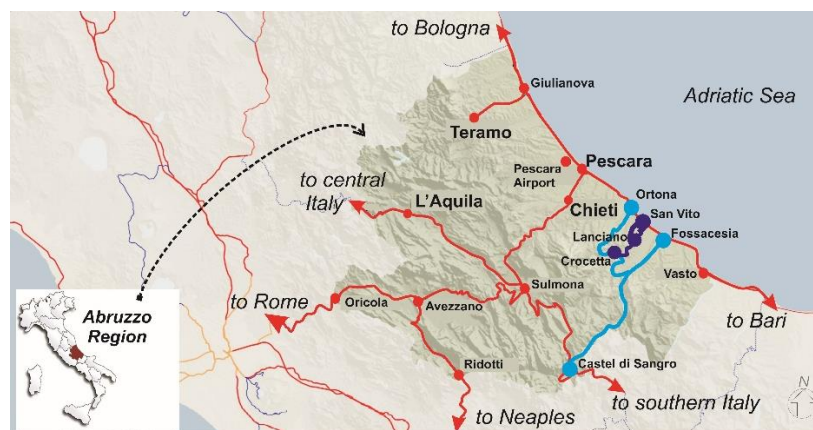 to Bologna
Giulianova
Adriatic Sea
Teramo
Pescara
Pescara
Airport
to central
Italy
L'Aquila
Chieti
Ortona
San Vito
Lanciano
Fossacesia
Crocetta
Vasto
Sulmona
to Rome
Oricola
Avezzano
Abruzzo
Region
to Bari
Ridotti
Castel di Sangro
to Neaples
to southern Italy
N